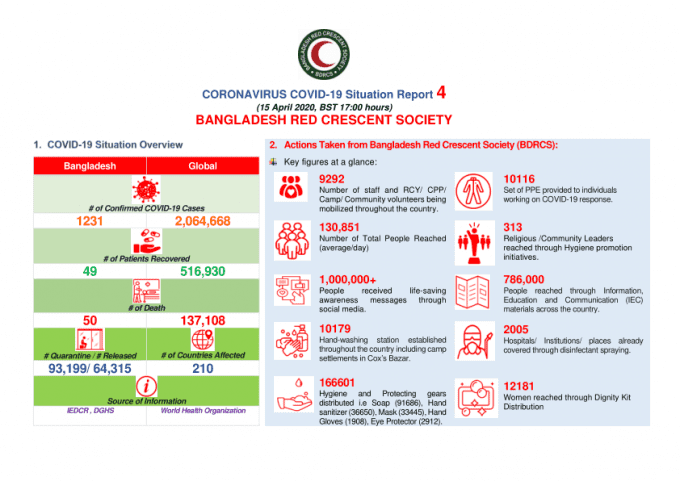 BANGLADESH RED CRESCENT SOCIETY
BDRCS
CORONAVIRUS COVID-19 Situation Report 4
(15 April 2020, BST 17:00 hours)
BANGLADESH RED CRESCENT SOCIETY
1. COVID-19 Situation Overview
Bangladesh Global
# of Confirmed COVID-19 Cases
1231 2,064,668
# of Patients Recovered
49 516,930
# of Death
50 137,108
# Quarantine / # Released # of Countries Affected
93,199/ 64,315 210
Source of Information
IEDCR , DGHS World Health Organization
2. Actions Taken from Bangladesh Red Crescent Society (BDRCS):
Key figures at a glance:
9292
Number of staff and RCY/ CPP/
Camp/ Community volunteers being
mobilized throughout the country.
10116
Set of PPE provided to individuals
working on COVID-19 response.
130,851
Number of Total People Reached
(average/day)
313
Religious /Community Leaders
reached through Hygiene promotion
initiatives.
1,000,000+
People received life-saving
awareness messages through
social media.
786,000
People reached through Information,
Education and Communication (IEC)
materials across the country.
10179
Hand-washing station established
throughout the country including camp
settlements in Cox's Bazar.
2005
Hospitals/ Institutions/ places already
covered through disinfectant spraying.
166601
Hygiene and Protecting gears
distributed i.e Soap (91686), Hand
sanitizer (36650), Mask (33445), Hand
Gloves (1908), Eye Protector (2912).
12181
Women reached through Dignity Kit
Distribution